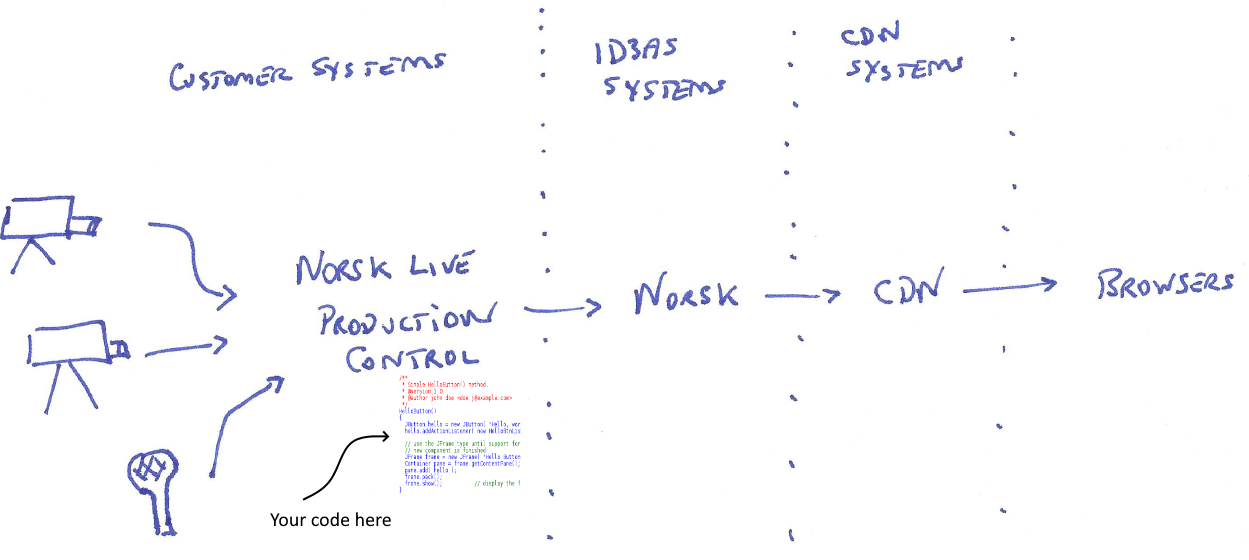 CUSTOMER SYSTEMS
ID3AS
SYSTEMS
CDN
SYSTEMS
NORSK LIVE
PRODUCTION
CONTROL
NORSK
CDN
BROWSERS
/**
 * Simple HelloButton() method.
 * @version 1.0
 * @author john doe <doe.j@example.com>
 */
HelloButton()
{
JButton hello = new JButton( "Hello, wor
hello.addActionListener( new HelloBtnLis
// use the JFrame type until support for
// new component is finished
JFrame frame = new JFrame( "Hello Button
Container pane = frame.getContentPane();
pane.add( hello );
frame.pack();
frame.show(); // display the f
}
Your code here